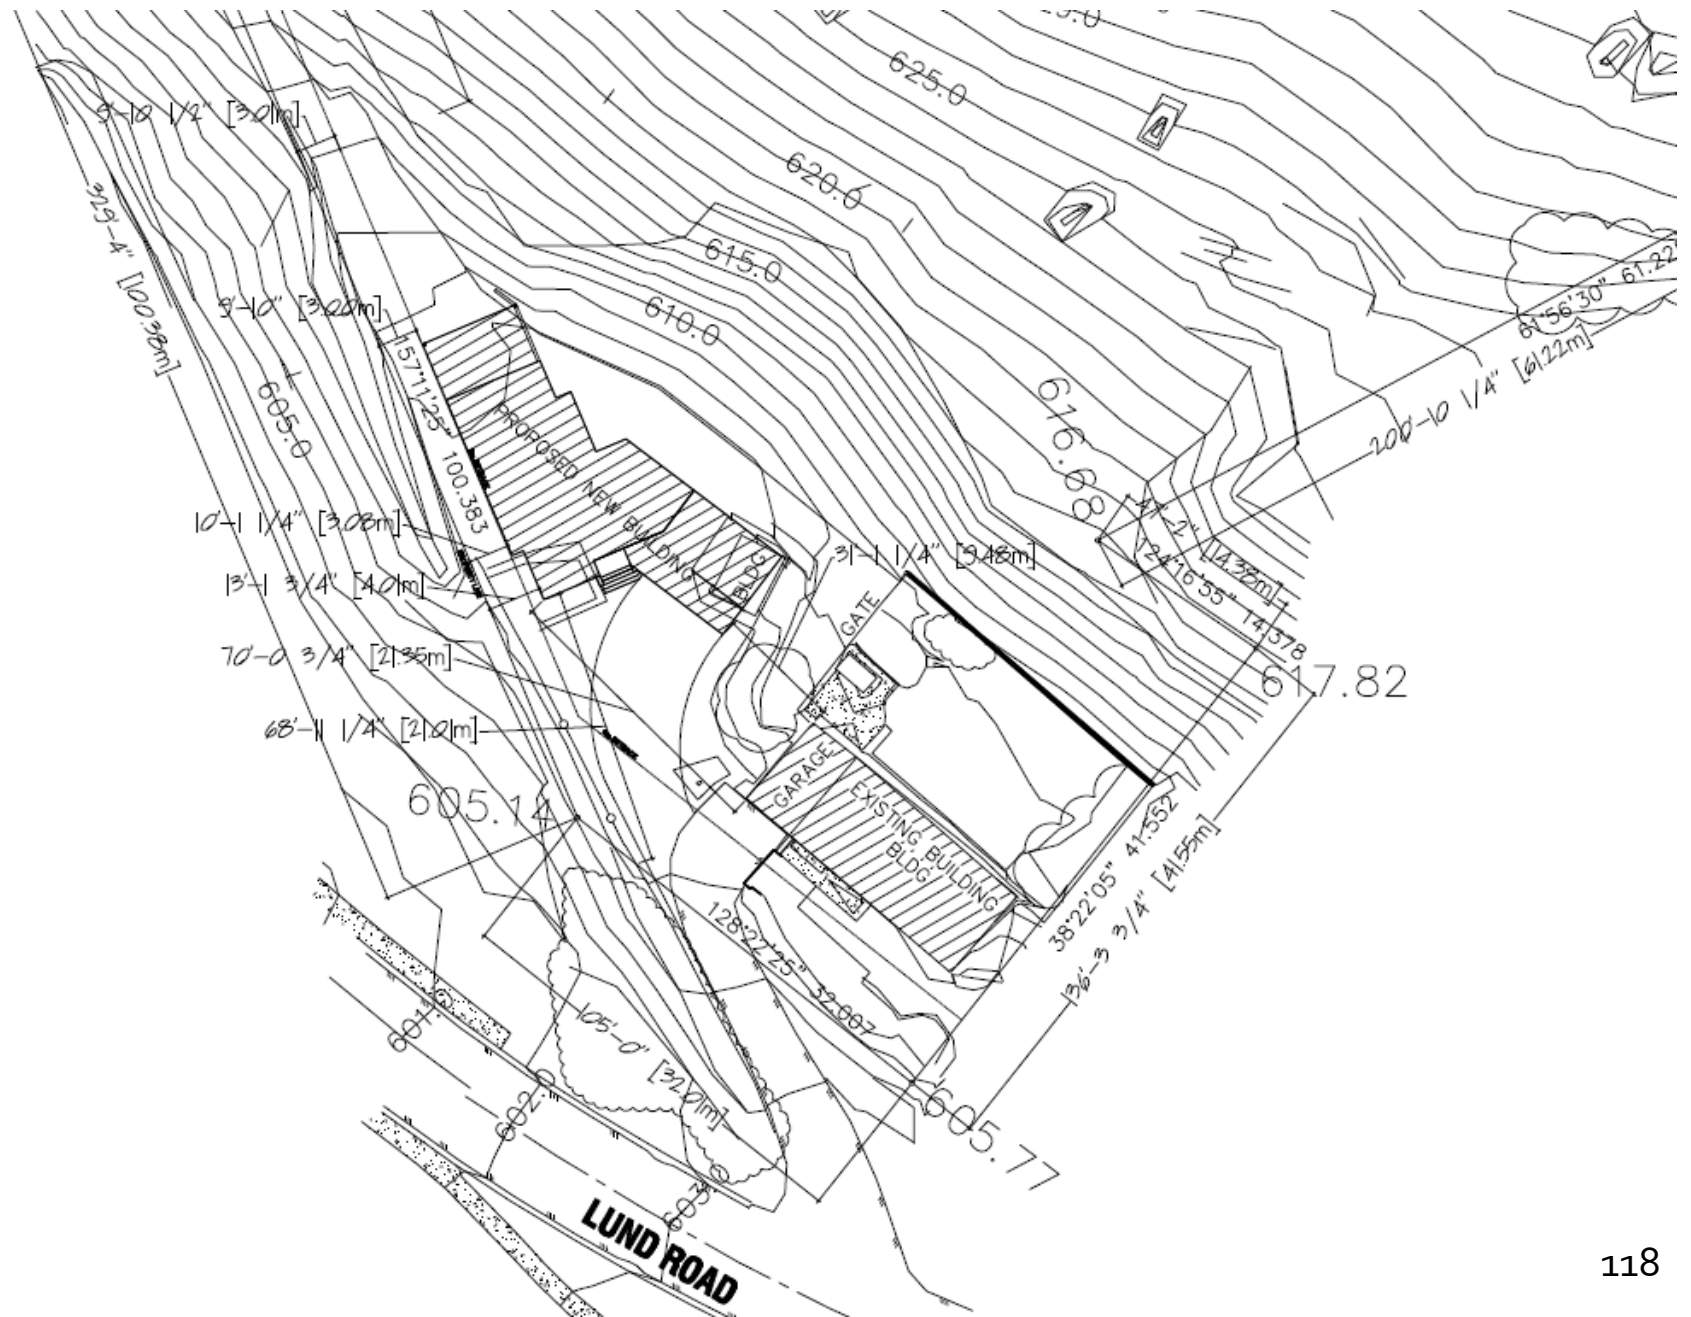 625.0
9'-10 1/2" [3.01m]
620.0
329'-4" [100.38m]
615.0
61°56'30" 61.22
9'-10" [3.00m]
610.0
200'-10 1/4" [61.22m]
157°11'25" 100.383
605.0
616.68
PROPOSED NEW BUILDING
BLDG
10'-1 1/4" [3.08m]
47'-2" [14.38m]
31'-1 1/4" [9.48m]
124°16'55" 14.378
13'-1 3/4" [4.01m]
GATE
70'-0 3/4" [21.35m]
617.82
68'-11 1/4" [21.01m]
GARAGE
605.14
EXISTING BUILDING
BLDG
38°22'05" 41.552
136'-3 3/4" [41.55m]
128°22'25" 32.007
105'-0" [32.01m]
602.0
605.77
LUND ROAD
118